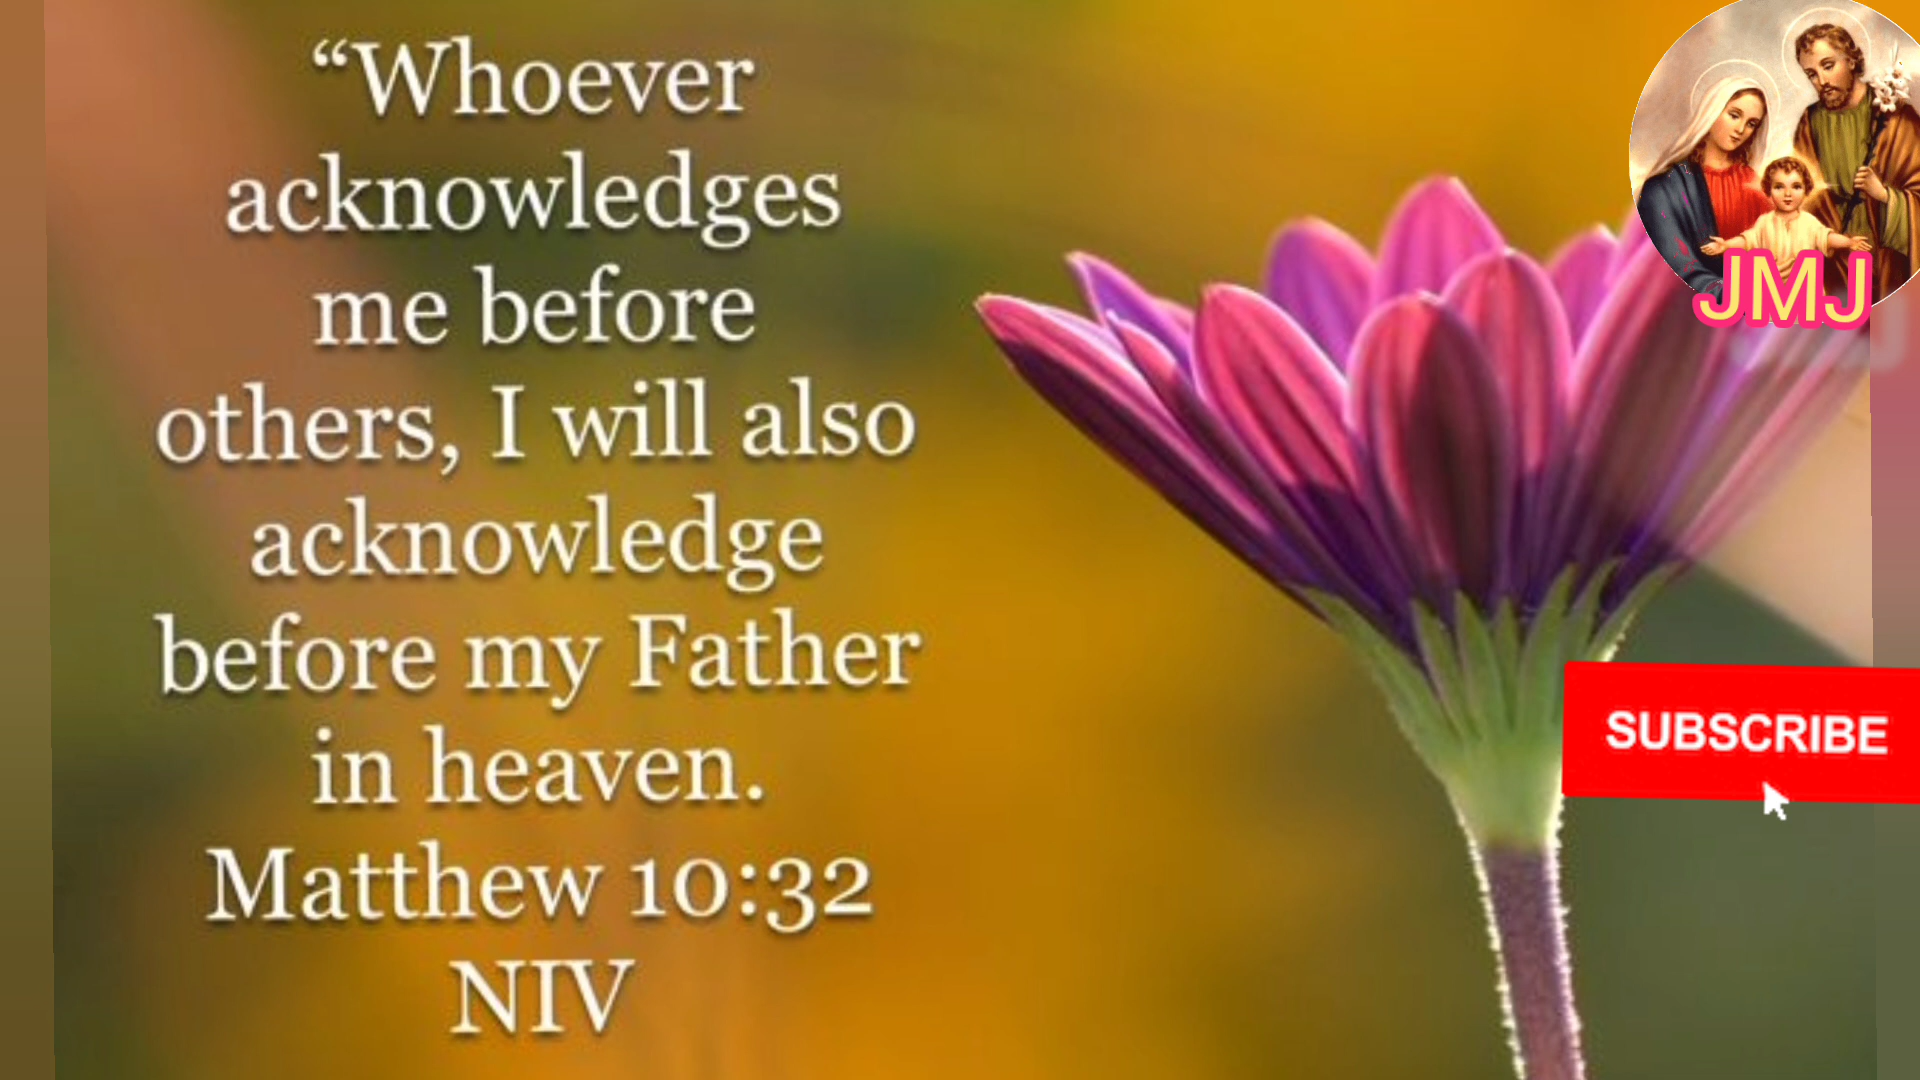 “Whoever
acknowledges
me before
others, I will also
acknowledge
before my Father
in heaven.
Matthew 10:32
NIV
JMJ
SUBSCRIBE